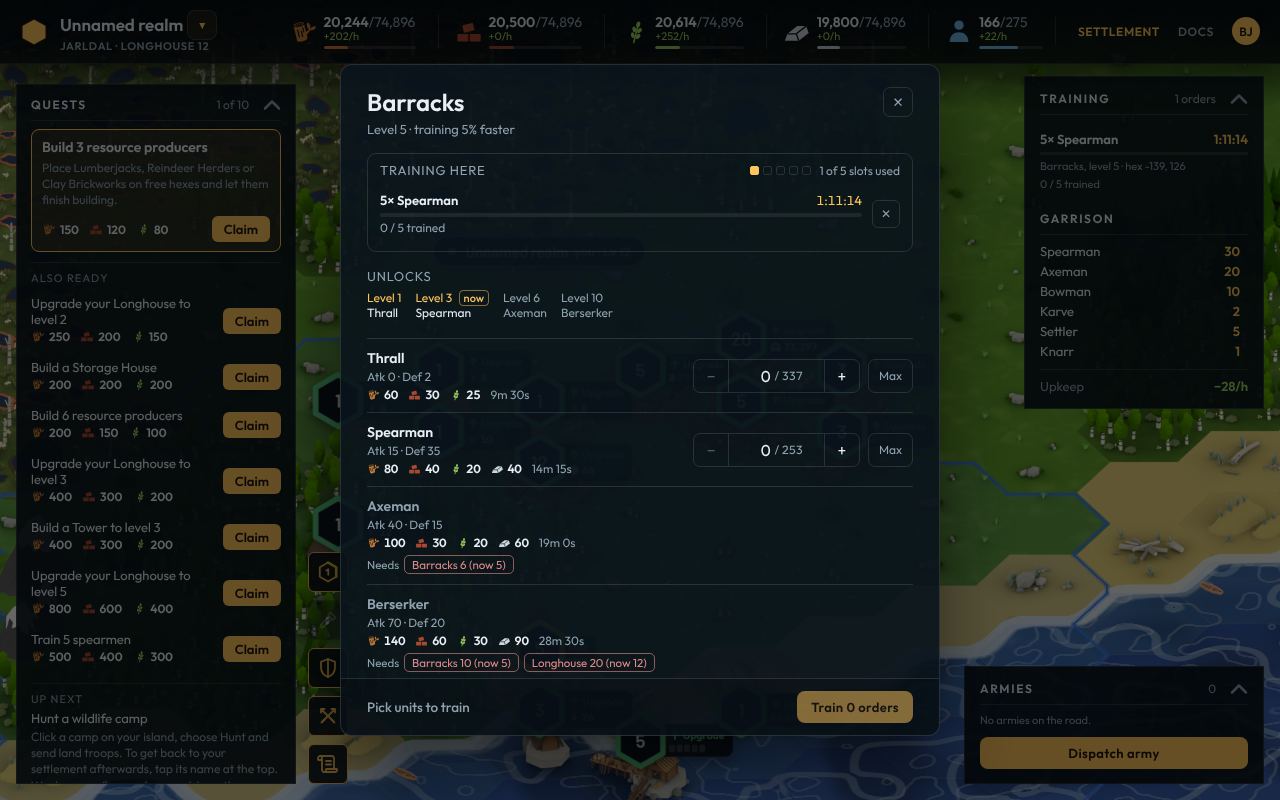 Unnamed realm ▾
JARLDAL · LONGHOUSE 12
20,244/74,896
+202/h
20,500/74,896
+0/h
20,614/74,896
+252/h
19,800/74,896
+0/h
166/275
+22/h
SETTLEMENT
DOCS
BJ
QUESTS
1 of 10
Build 3 resource producers
Place Lumberjacks, Reindeer Herders or
Clay Brickworks on free hexes and let them
finish building.
150 120 80
Claim
ALSO READY
Upgrade your Longhouse to
level 2
250 200 150
Claim
Build a Storage House
200 200 200
Claim
Build 6 resource producers
200 150 100
Claim
Upgrade your Longhouse to
level 3
400 300 200
Claim
Build a Tower to level 3
400 300 200
Claim
Upgrade your Longhouse to
level 5
800 600 400
Claim
Train 5 spearmen
500 400 300
Claim
UP NEXT
Hunt a wildlife camp
Click a camp on your island, choose Hunt and
send land troops. To get back to your
settlement afterwards, tap its name at the top.
Barracks
×
Level 5 · training 5% faster
TRAINING HERE
1 of 5 slots used
5× Spearman
1:11:14
×
0 / 5 trained
UNLOCKS
Level 1 Level 3 now Level 6 Level 10
Thrall Spearman Axeman Berserker
Thrall
Atk 0 · Def 2
60 30 25 9m 30s
− 0 / 337 + Max
Spearman
Atk 15 · Def 35
80 40 20 40 14m 15s
− 0 / 253 + Max
Axeman
Atk 40 · Def 15
100 30 20 60 19m 0s
Needs Barracks 6 (now 5)
Berserker
Atk 70 · Def 20
140 60 30 90 28m 30s
Needs Barracks 10 (now 5) Longhouse 20 (now 12)
Pick units to train
Train 0 orders
TRAINING
1 orders
5× Spearman
1:11:14
Barracks, level 5 · hex -139, 126
0 / 5 trained
GARRISON
Spearman 30
Axeman 20
Bowman 10
Karve 2
Settler 5
Knarr 1
Upkeep −28/h
ARMIES
0
No armies on the road.
Dispatch army
1
5
Upgrade